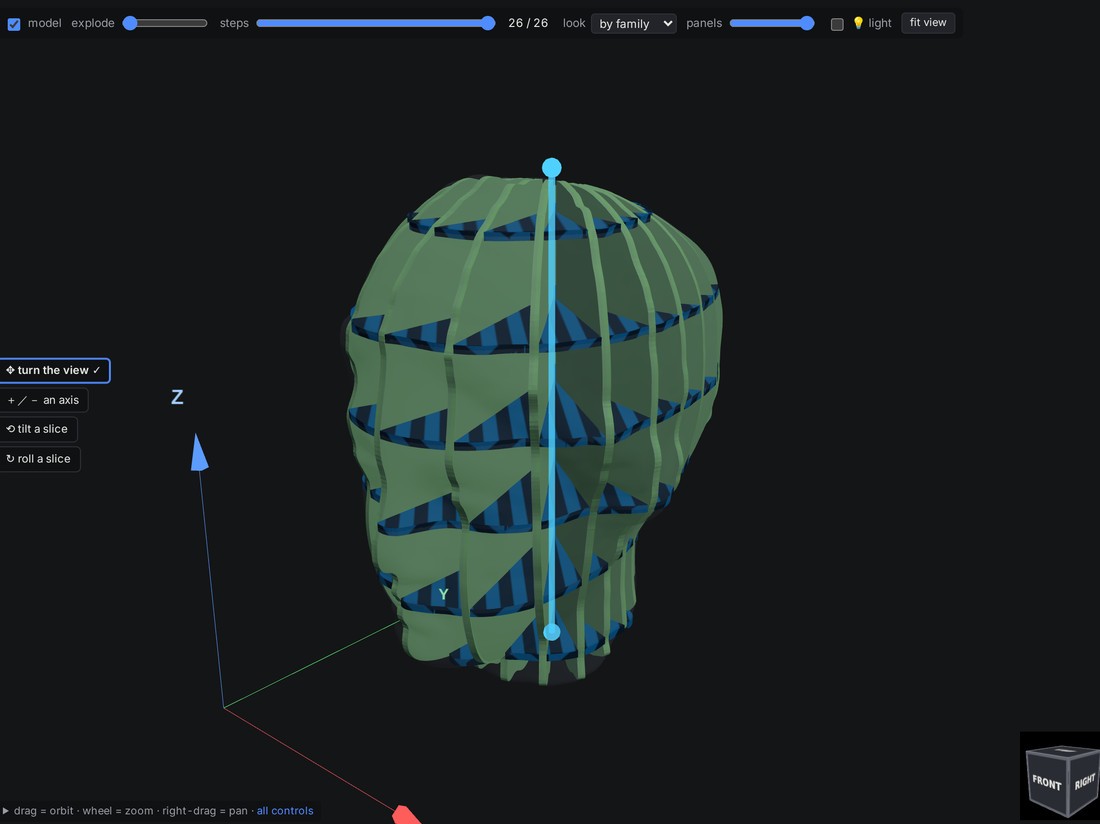 model explode steps 26 / 26 look by family panels 💡 light fit view
✥ turn the view ✓
Z
+ ／ − an axis
⟲ tilt a slice
↻ roll a slice
Y
FRONT RIGHT
▶ drag = orbit · wheel = zoom · right-drag = pan · all controls